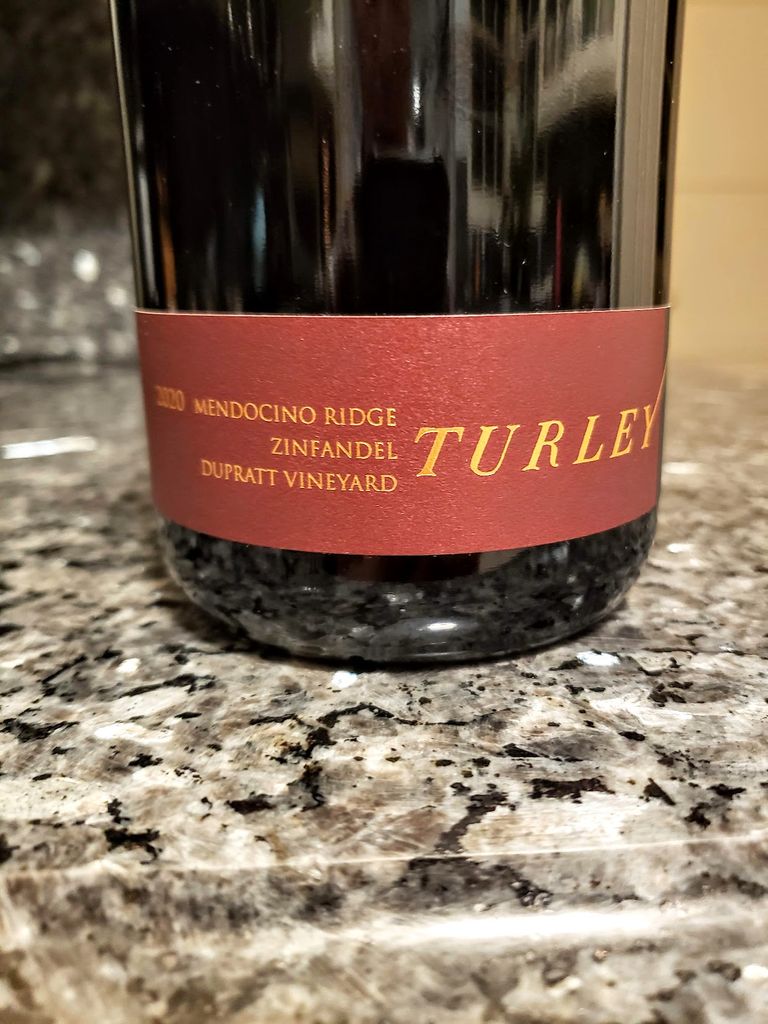 2020 MENDOCINO RIDGE
ZINFANDEL
DUPRATT VINEYARD
TURLEY